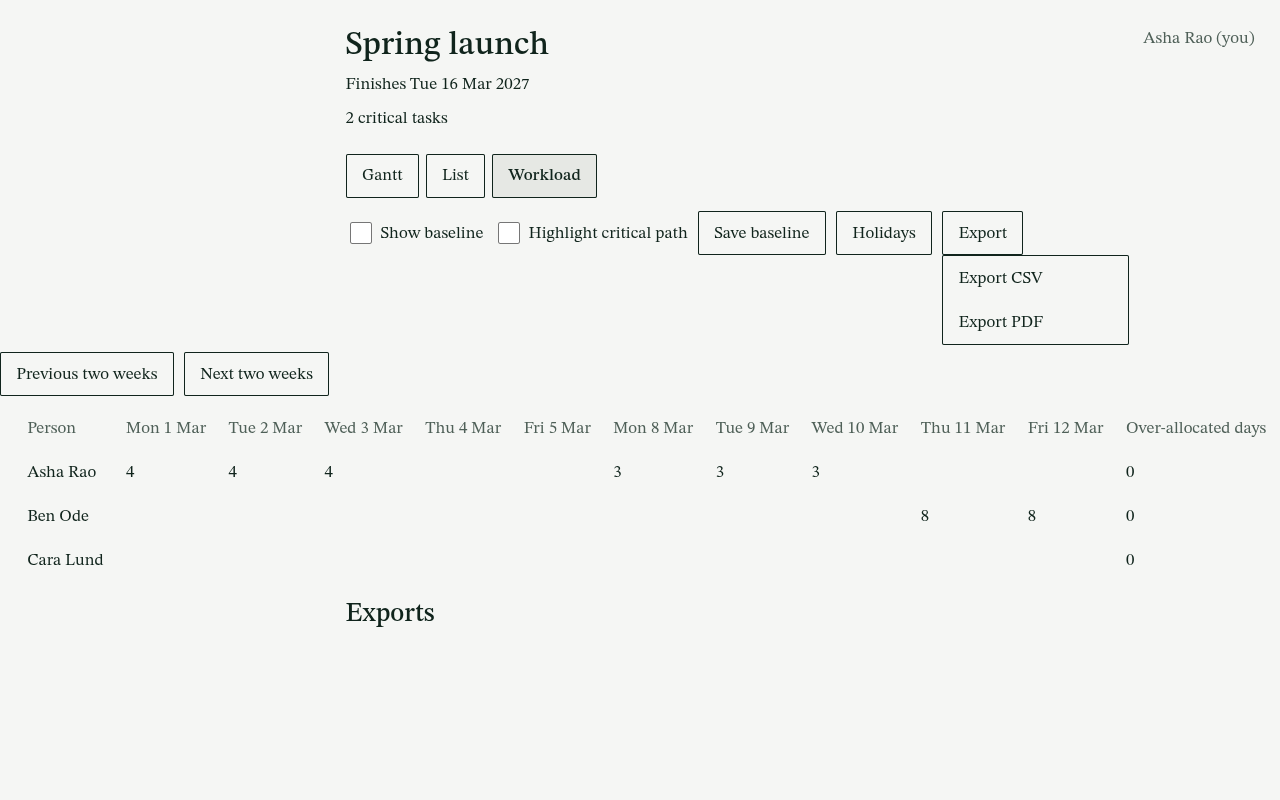 Spring launch
Asha Rao (you)
Finishes Tue 16 Mar 2027
2 critical tasks
Gantt List Workload
Show baseline Highlight critical path Save baseline Holidays Export
Export CSV
Export PDF
Previous two weeks Next two weeks
Person Mon 1 Mar Tue 2 Mar Wed 3 Mar Thu 4 Mar Fri 5 Mar Mon 8 Mar Tue 9 Mar Wed 10 Mar Thu 11 Mar Fri 12 Mar Over-allocated days
Asha Rao 4 4 4 3 3 3 0
Ben Ode 8 8 0
Cara Lund 0
Exports